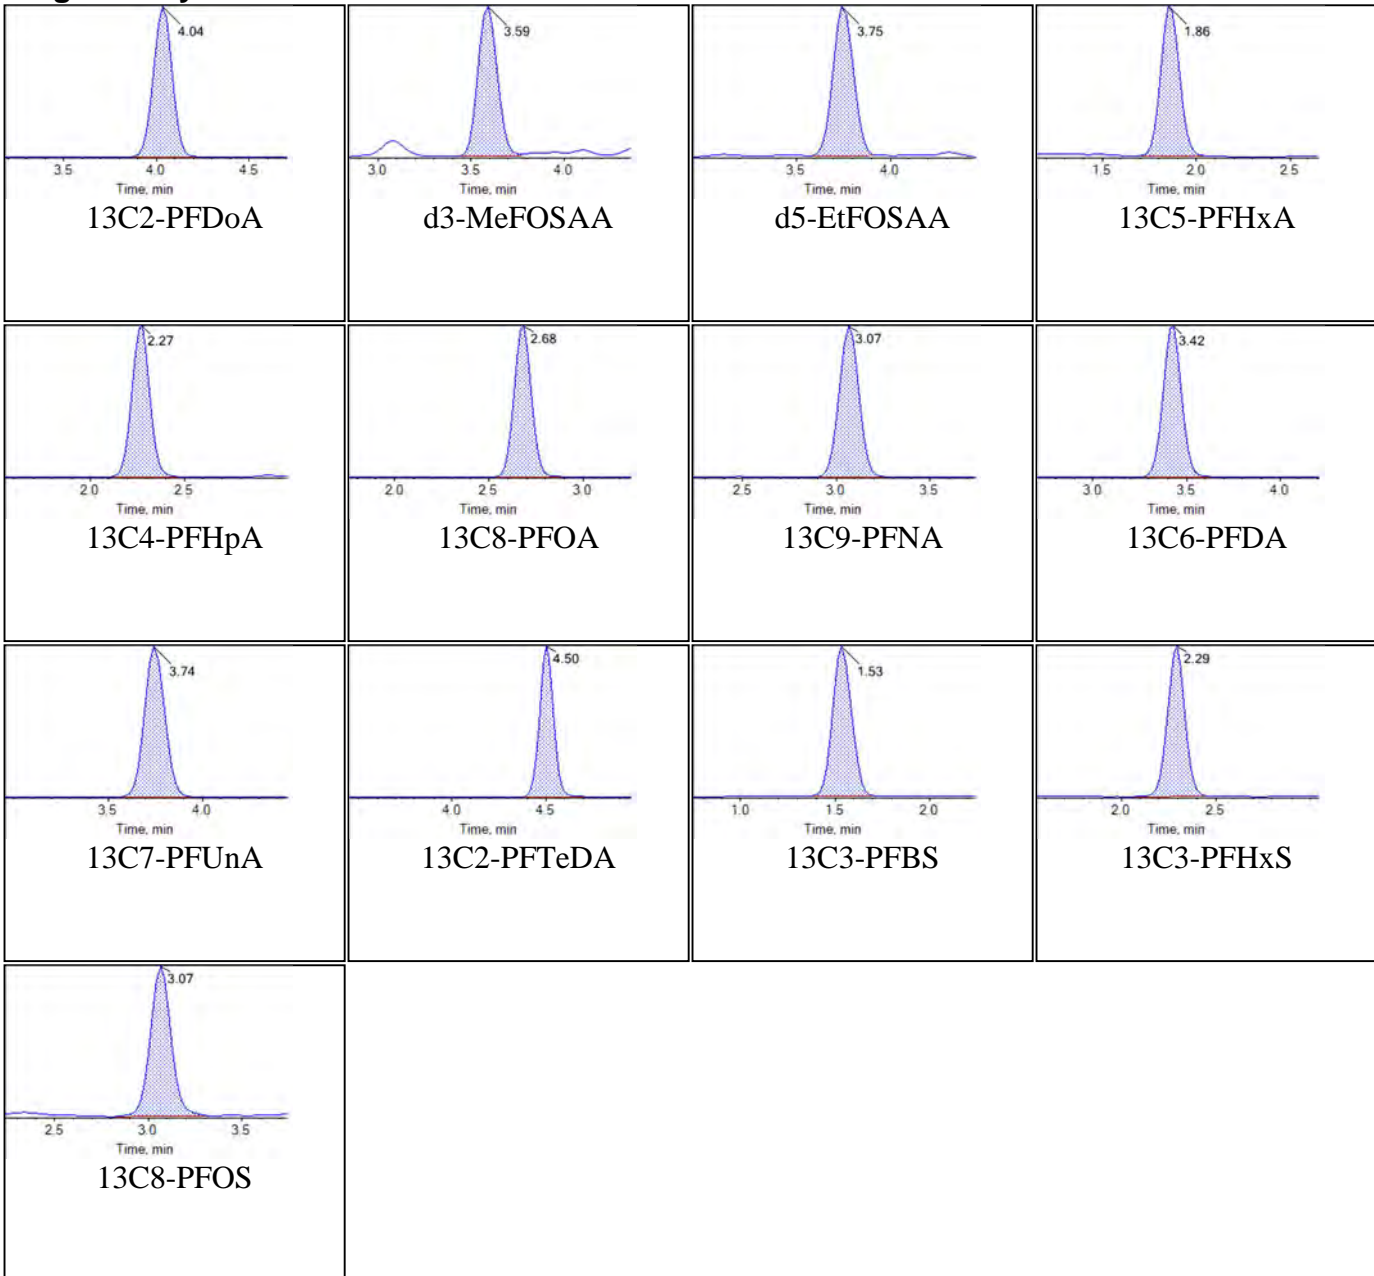 4.04 3.59 3.75 1.86
3.5 4.0 4.5 3.0 3.5 4.0 3.5 4.0 1.5 2.0 2.5
Time, min Time, min Time, min Time, min
13C2-PFDoA d3-MeFOSAA d5-EtFOSAA 13C5-PFHxA
2.27 2.68 3.07 3.42
2.0 2.5 2.0 2.5 3.0 2.5 3.0 3.5 3.0 3.5 4.0
Time, min Time, min Time, min Time, min
13C4-PFHpA 13C8-PFOA 13C9-PFNA 13C6-PFDA
3.74 4.50 1.53 2.29
3.5 4.0 4.0 4.5 1.0 1.5 2.0 2.0 2.5
Time, min Time, min Time, min Time, min
13C7-PFUnA 13C2-PFTeDA 13C3-PFBS 13C3-PFHxS
3.07
2.5 3.0 3.5
Time, min
13C8-PFOS